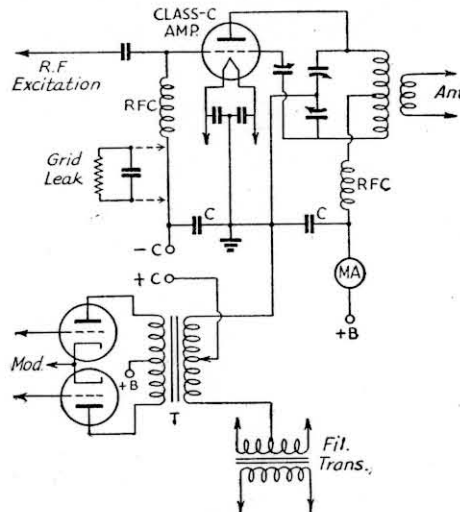 CLASS-C
AMP.
R.F
Excitation
RFC
Grid
Leak
C
C
Ant
RFC
-C
+C
MA
+B
Mod.
+B
T
Fil.
Trans.